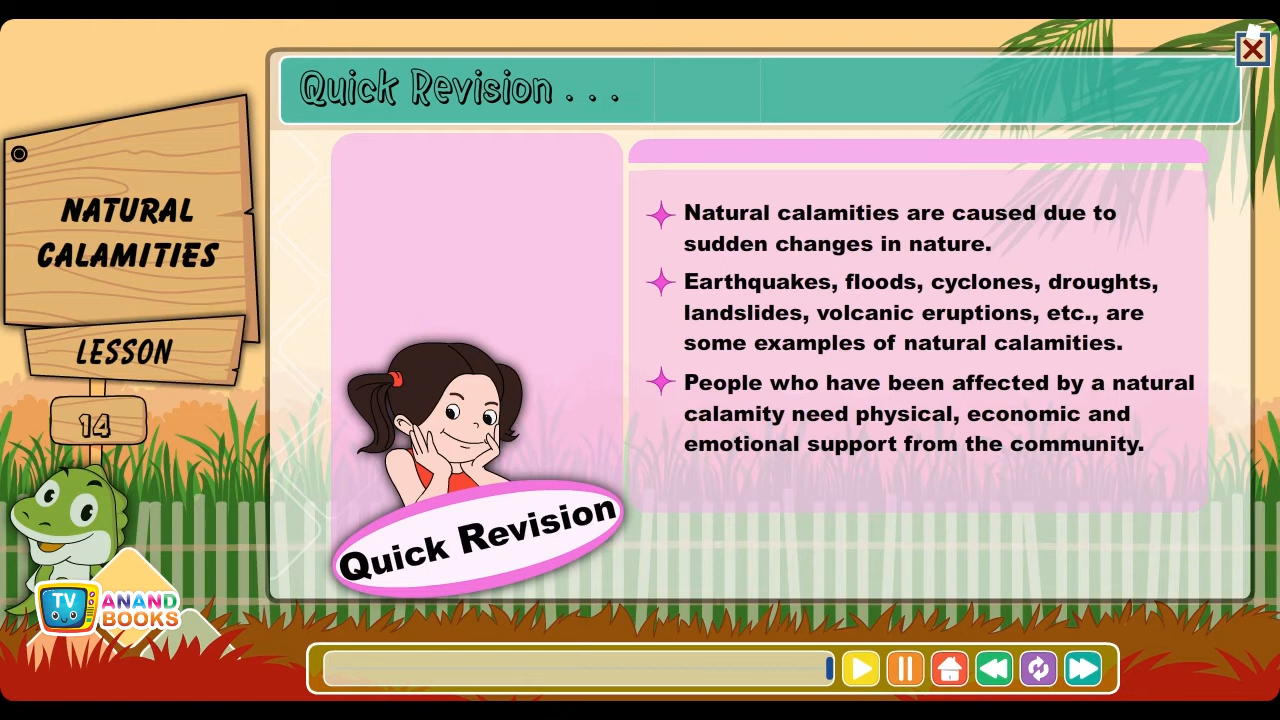 Quick Revision . . .
NATURAL
CALAMITIES
LESSON
14
Natural calamities are caused due to
sudden changes in nature.
Earthquakes, floods, cyclones, droughts,
landslides, volcanic eruptions, etc., are
some examples of natural calamities.
People who have been affected by a natural
calamity need physical, economic and
emotional support from the community.
Quick Revision
TV
ANAND
BOOKS